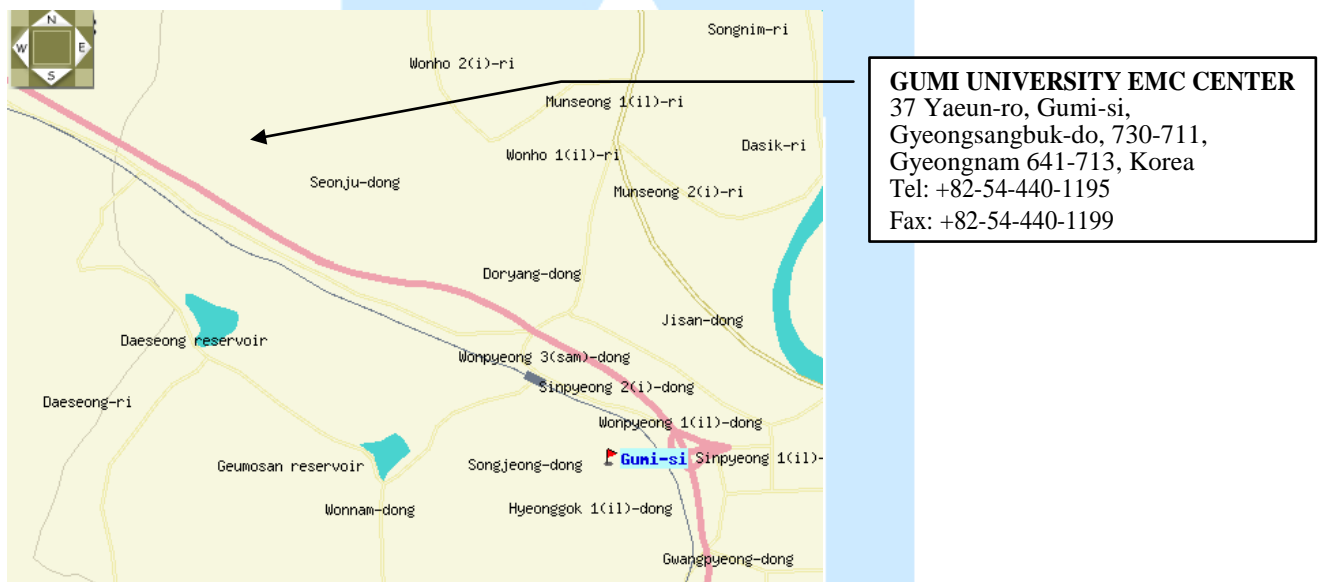 N
W E
S
Songnim-ri
Wonho 2(i)-ri
Munseong 1(il)-ri
Dasik-ri
Wonho 1(il)-ri
Seonju-dong
Munseong 2(i)-ri
Doryang-dong
Jisan-dong
Daeseong reservoir
Wonpyeong 3(sam)-dong
Sinpyeong 2(i)-dong
Daeseong-ri
Wonpyeong 1(il)-dong
Geumosan reservoir
Songjeong-dong
Gumi-si
Sinpyeong 1(il)-
Wonnam-dong
Hyeonggok 1(il)-dong
Gwangpyeong-dong
GUMI UNIVERSITY EMC CENTER
37 Yaeun-ro, Gumi-si,
Gyeongsangbuk-do, 730-711,
Gyeongnam 641-713, Korea
Tel: +82-54-440-1195
Fax: +82-54-440-1199